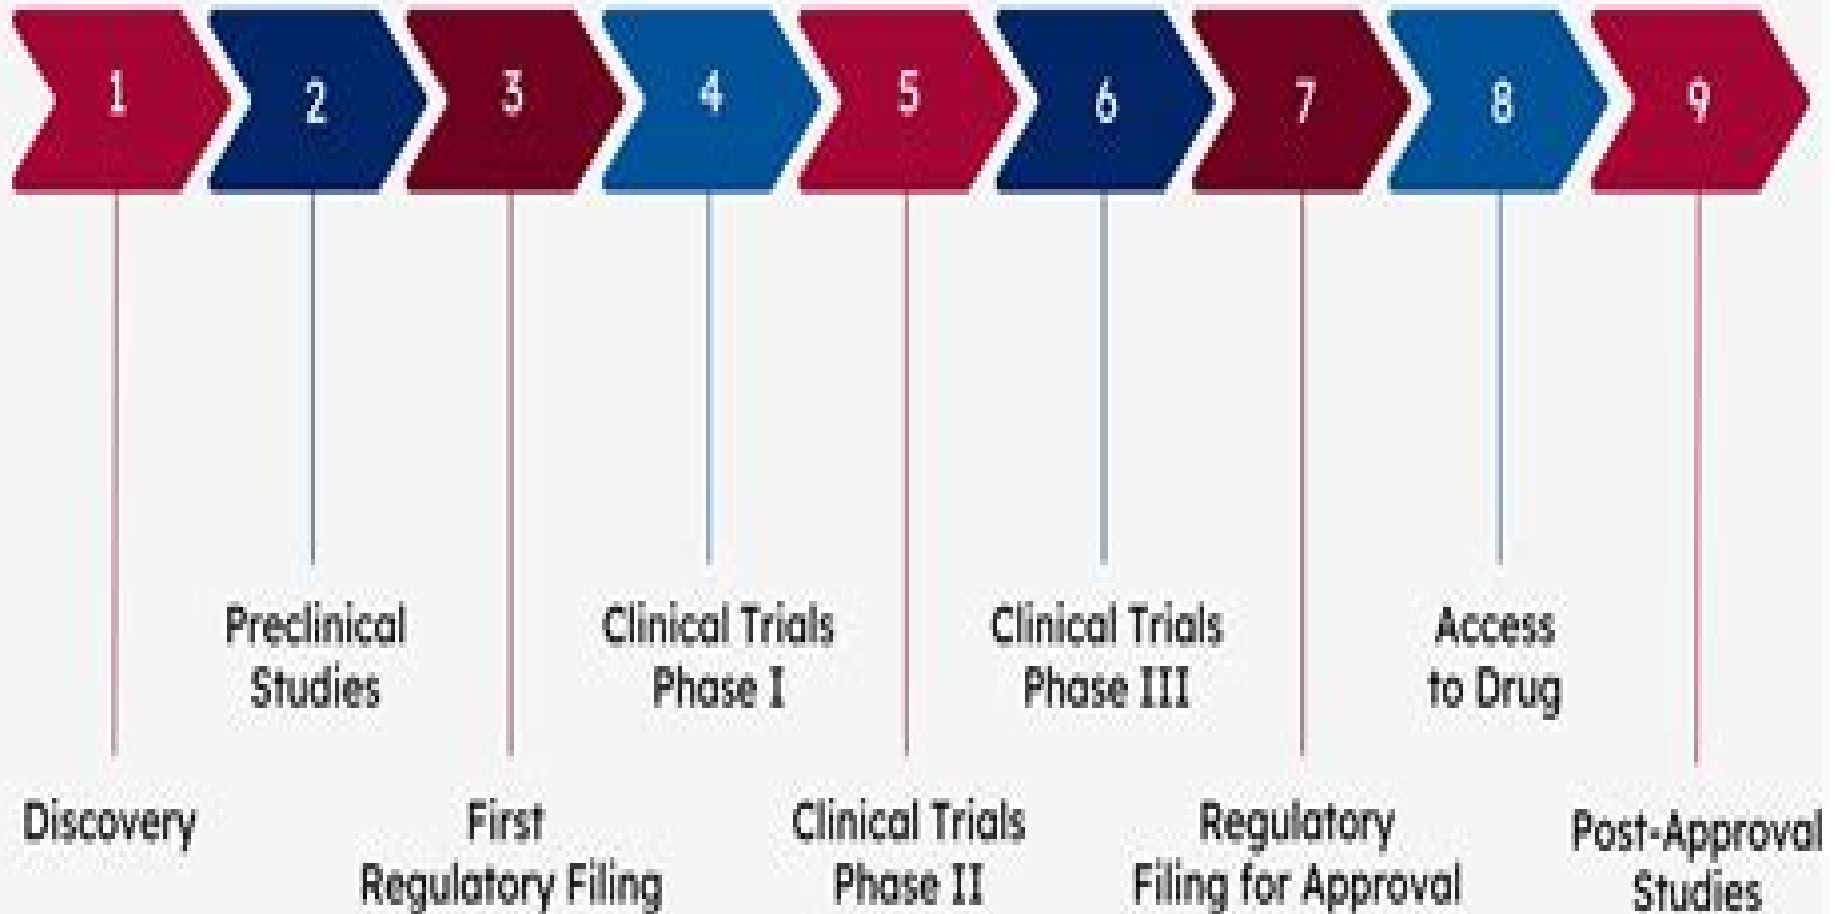 1
2
3
4
5
6
7
8
9
Discovery
Preclinical
Studies
First
Regulatory Filing
Clinical Trials
Phase I
Clinical Trials
Phase II
Clinical Trials
Phase III
Regulatory
Filing for Approval
Access
to Drug
Post-Approval
Studies